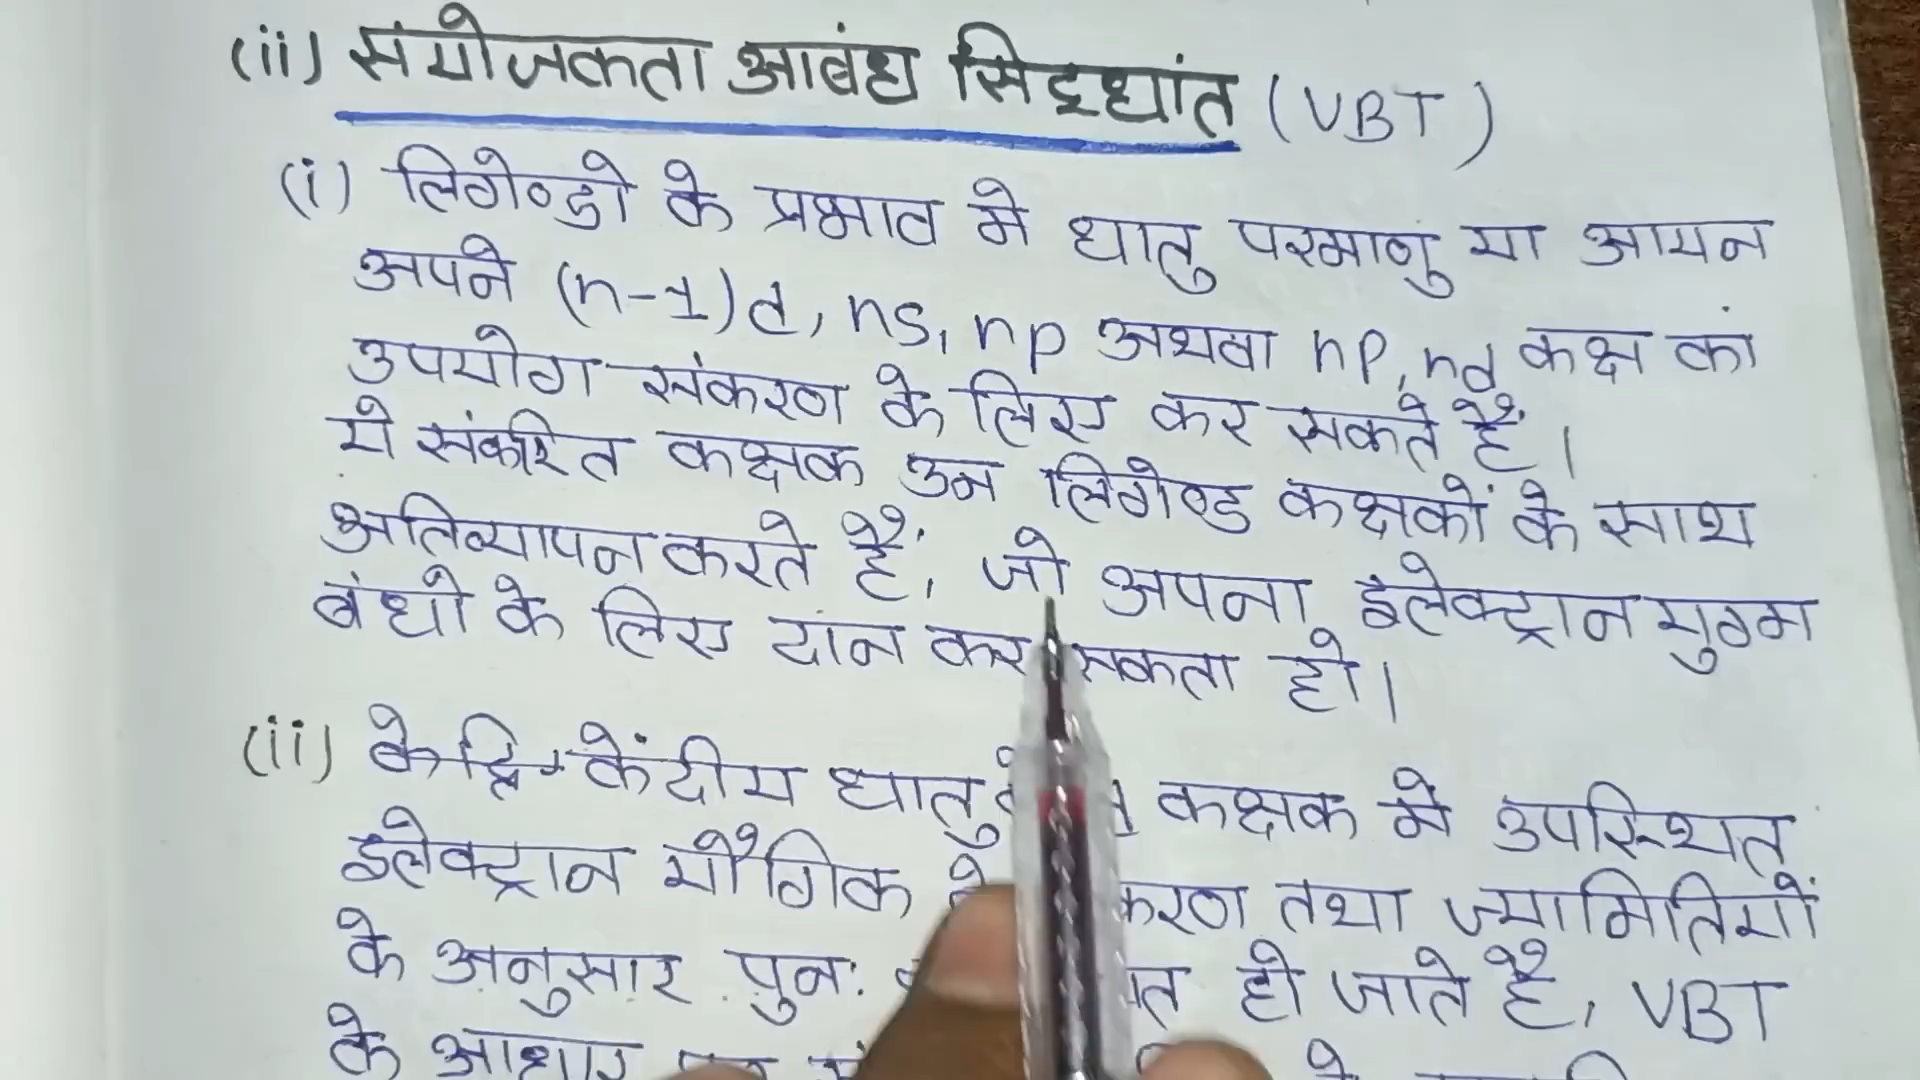 (ii) संयोजकता आबंध सिद्धांत (VBT)
(i) लिगेण्डो के प्रभाव मे धातु परमाणु या आयन
अपने (n-1)d, ns, np अथवा np, nd कक्ष का
उपयोग संकरण के लिए कर सकते हैं।
ये संकरित कक्षक उन लिगेण्ड कक्षकों के साथ
अतिव्यापन करते हैं, जो अपना इलेक्ट्रान युग्म
बंधो के लिए दान कर सकता हो।
(ii) केंदीय धातु कक्षक मे उपस्थित
इलेक्ट्रान यौगिक तथा ज्यामितियों
के अनुसार पुन: हो जाते है, VBT
के आधार